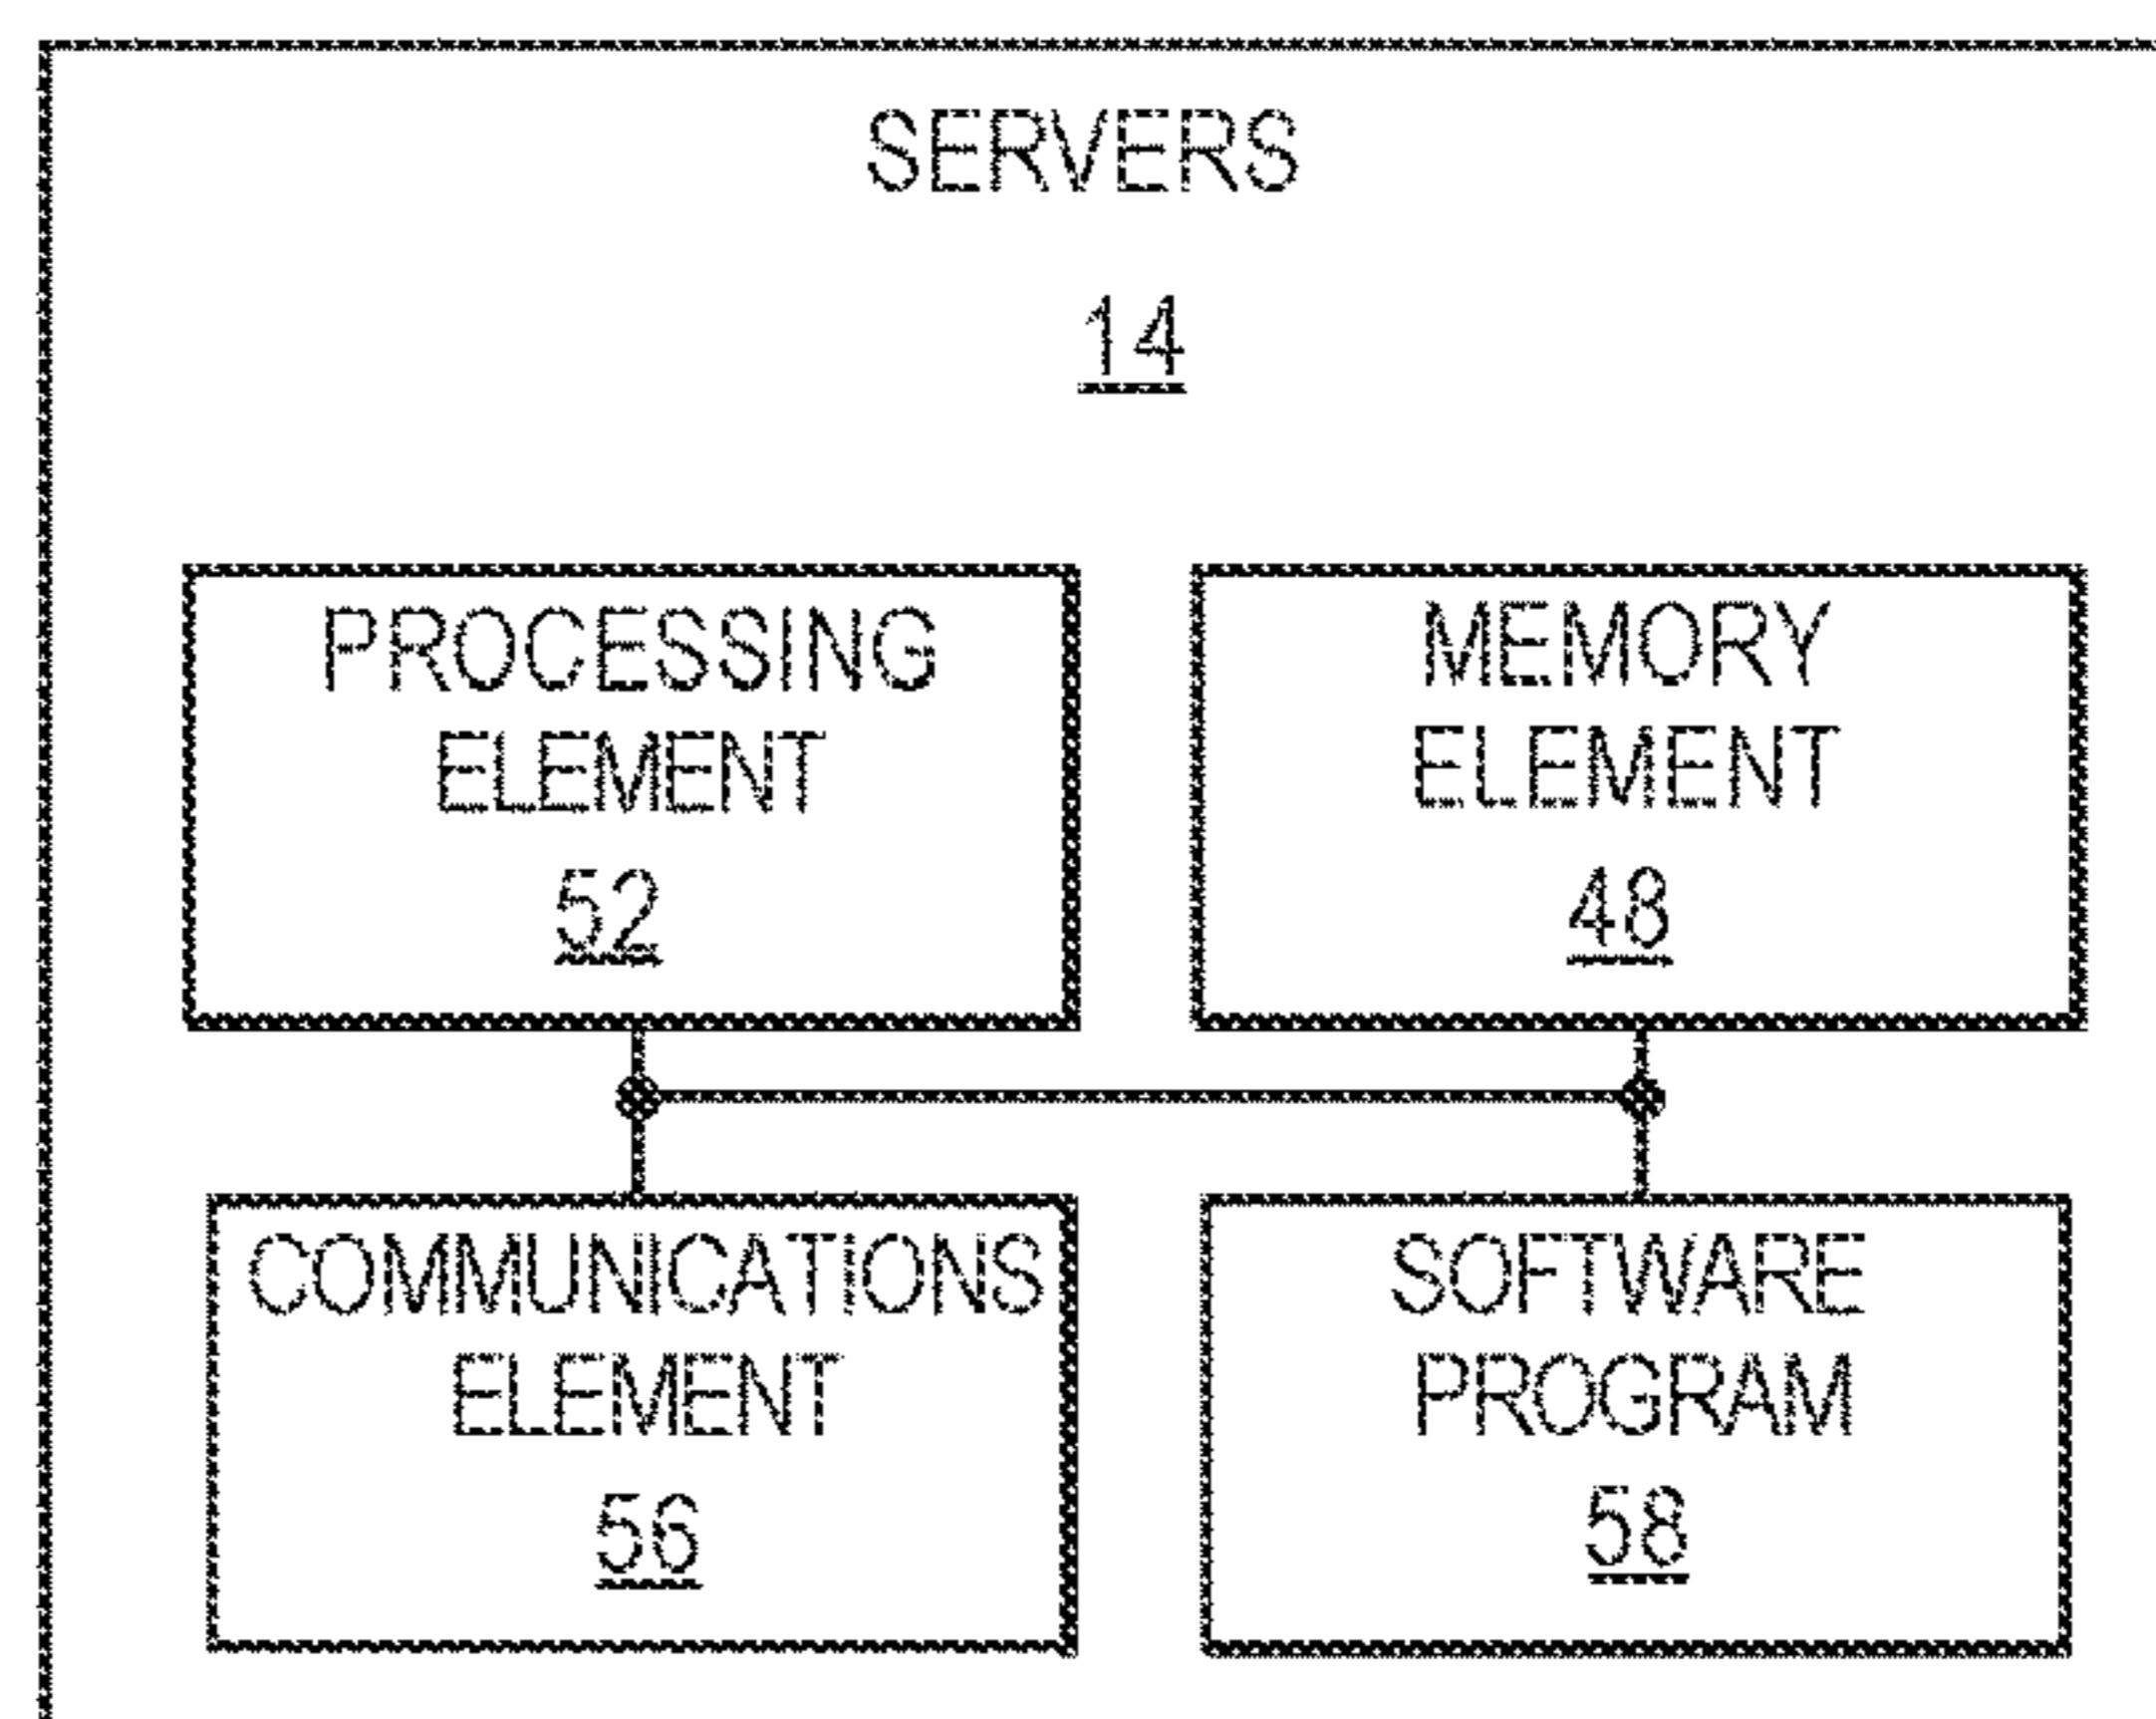 SERVERS
14
PROCESSING
ELEMENT
52
MEMORY
ELEMENT
48
COMMUNICATIONS
ELEMENT
56
SOFTWARE
PROGRAM
58